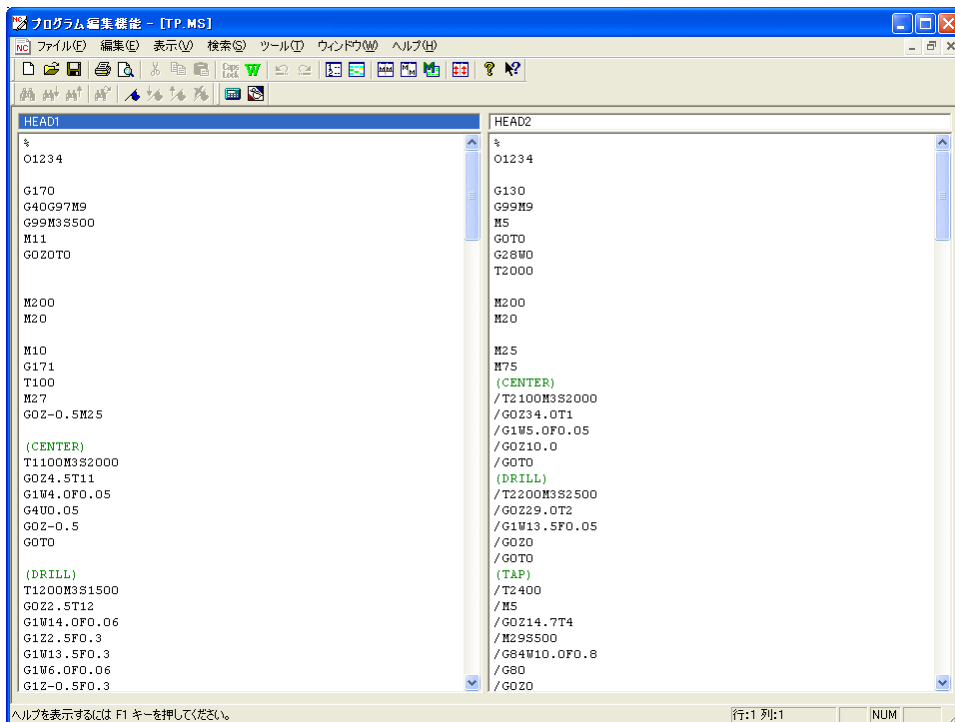 プログラム編集機能 - [TP.MS]
ファイル(F) 編集(E) 表示(V) 検索(S) ツール(T) ウィンドウ(W) ヘルプ(H)
HEAD1
%
O1234
G170
G40G97M9
G99M3S500
M11
G0Z0T0
M200
M20
M10
G171
T100
M27
G0Z-0.5M25
(CENTER)
T1100M3S2000
G0Z4.5T11
G1W4.0F0.05
G4U0.05
G0Z-0.5
G0T0
(DRILL)
T1200M3S1500
G0Z2.5T12
G1W14.0F0.06
G1Z2.5F0.3
G1W13.5F0.3
G1W6.0F0.06
G1Z-0.5F0.3
HEAD2
%
O1234
G130
G99M9
M5
G0T0
G28W0
T2000
M200
M20
M25
M75
(CENTER)
/T2100M3S2000
/G0Z34.0T1
/G1W5.0F0.05
/G0Z10.0
/G0T0
(DRILL)
/T2200M3S2500
/G0Z29.0T2
/G1W13.5F0.05
/G0Z0
/G0T0
(TAP)
/T2400
/M5
/G0Z14.7T4
/M29S500
/G84W10.0F0.8
/G80
/G0Z0
ヘルプを表示するには F1 キーを押してください。
行:1 列:1
NUM